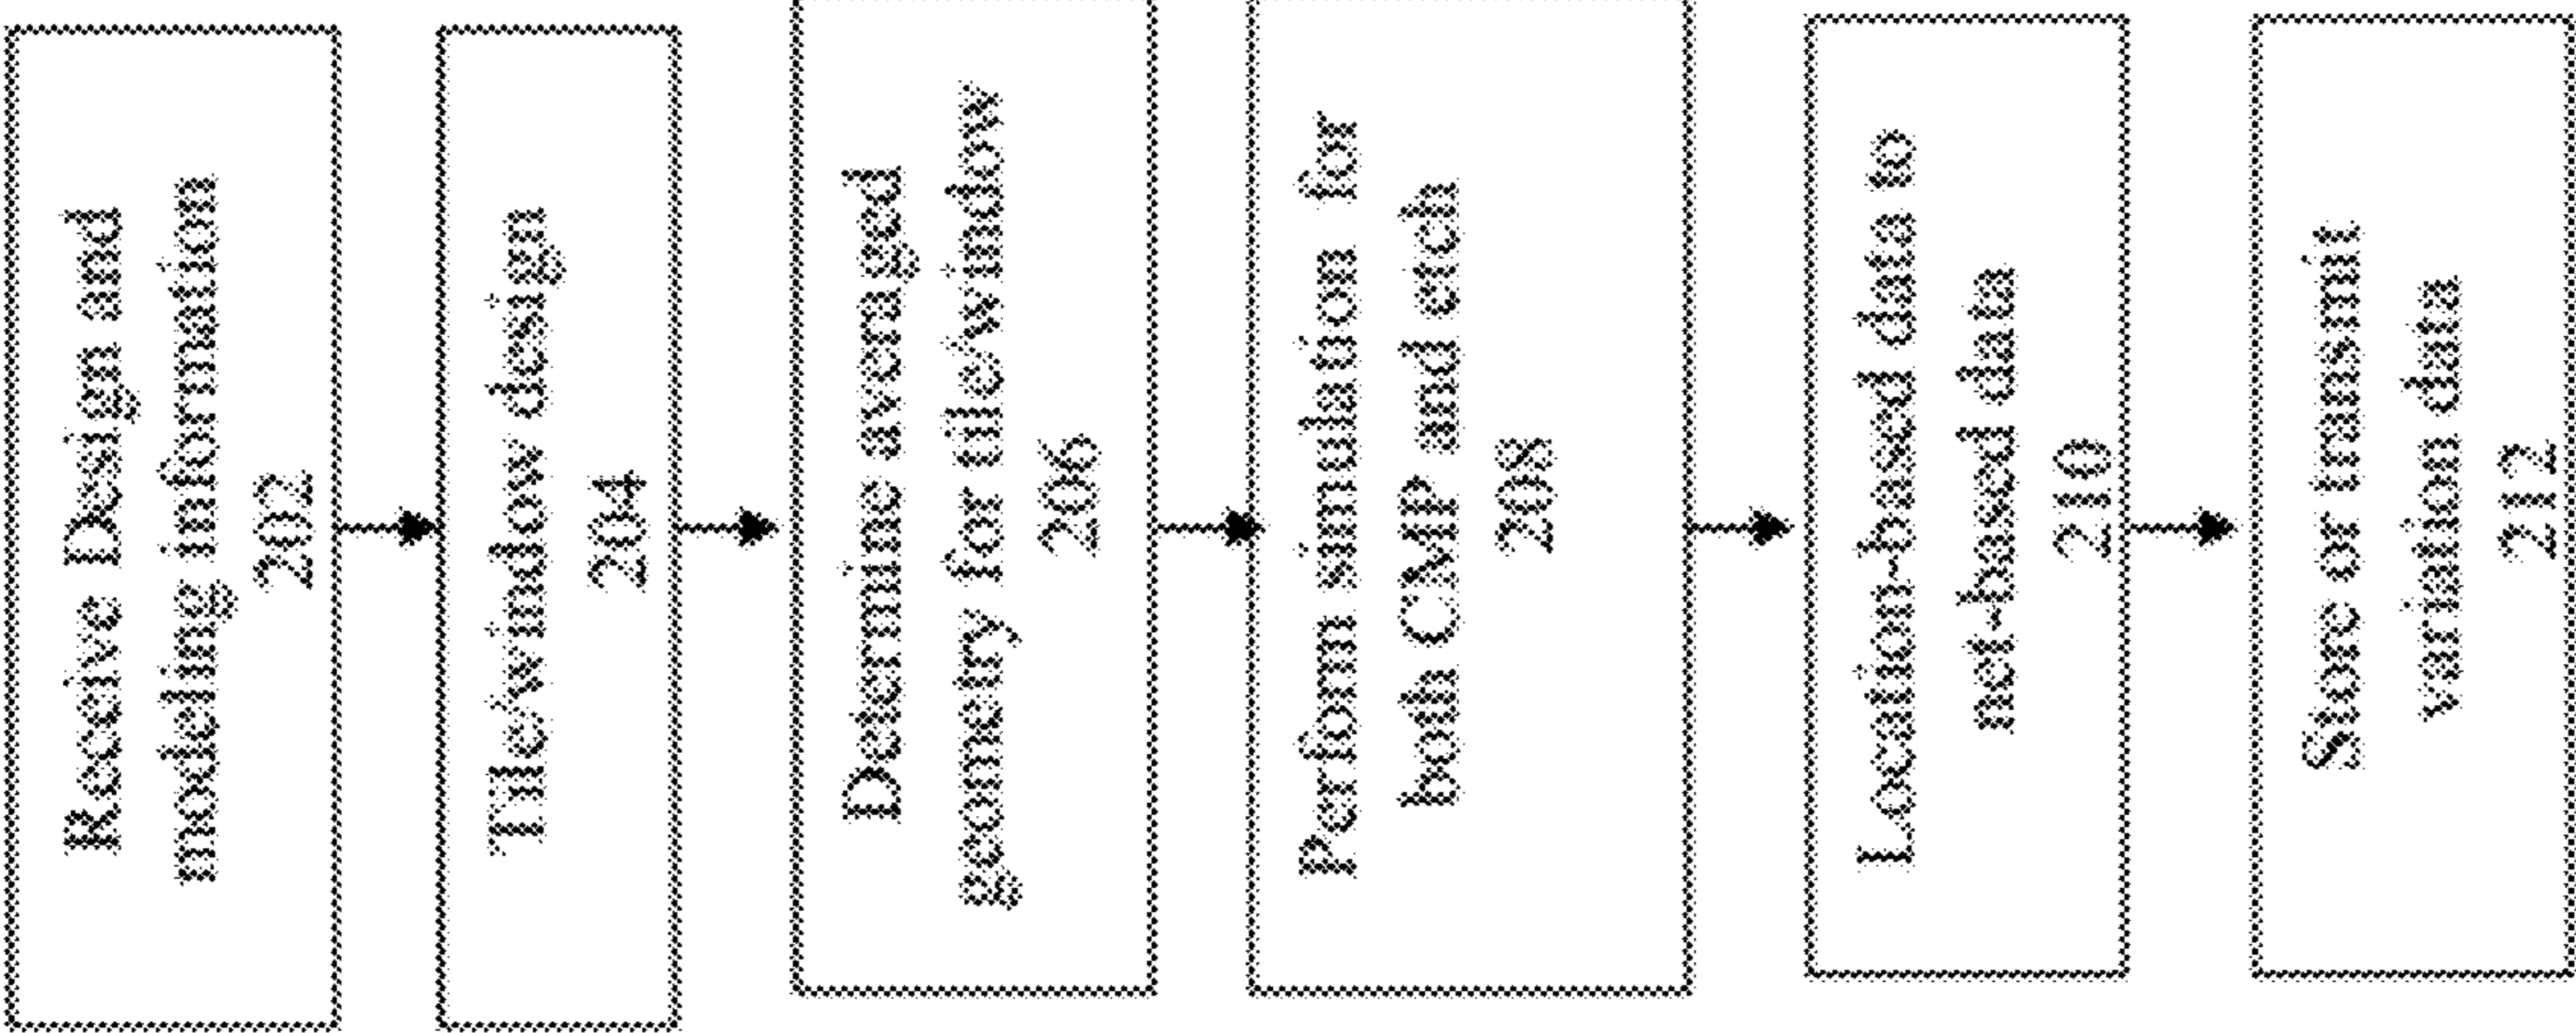 Receive Design and
modeling information
202
Tile/window design
204
Determine averaged
geometry for tile/window
206
Perform simulation for
both CMP and etch
208
Location-based data to
net-based data
210
Store or transmit
variation data
212